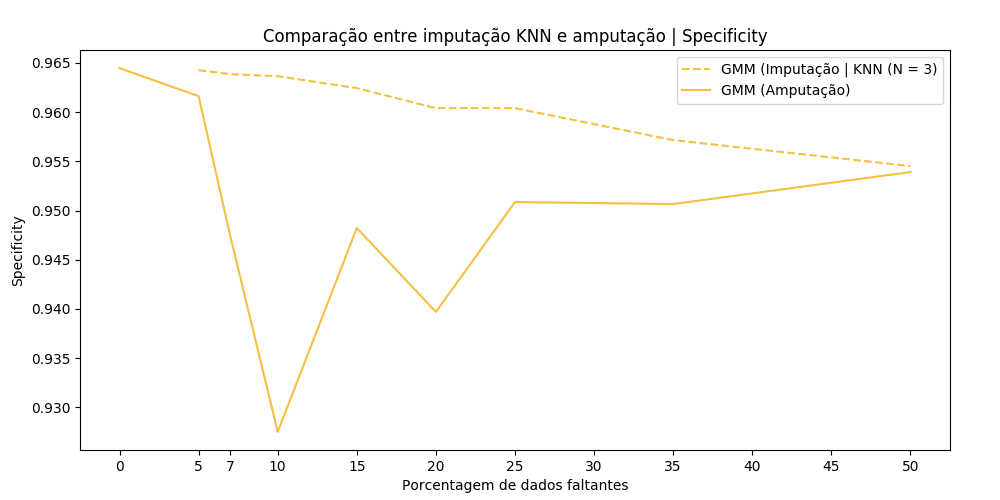 Comparação entre imputação KNN e amputação | Specificity
GMM (Imputação | KNN (N = 3)
GMM (Amputação)
Specificity
0.965
0.960
0.955
0.950
0.945
0.940
0.935
0.930
0 5 7 10 15 20 25 30 35 40 45 50
Porcentagem de dados faltantes